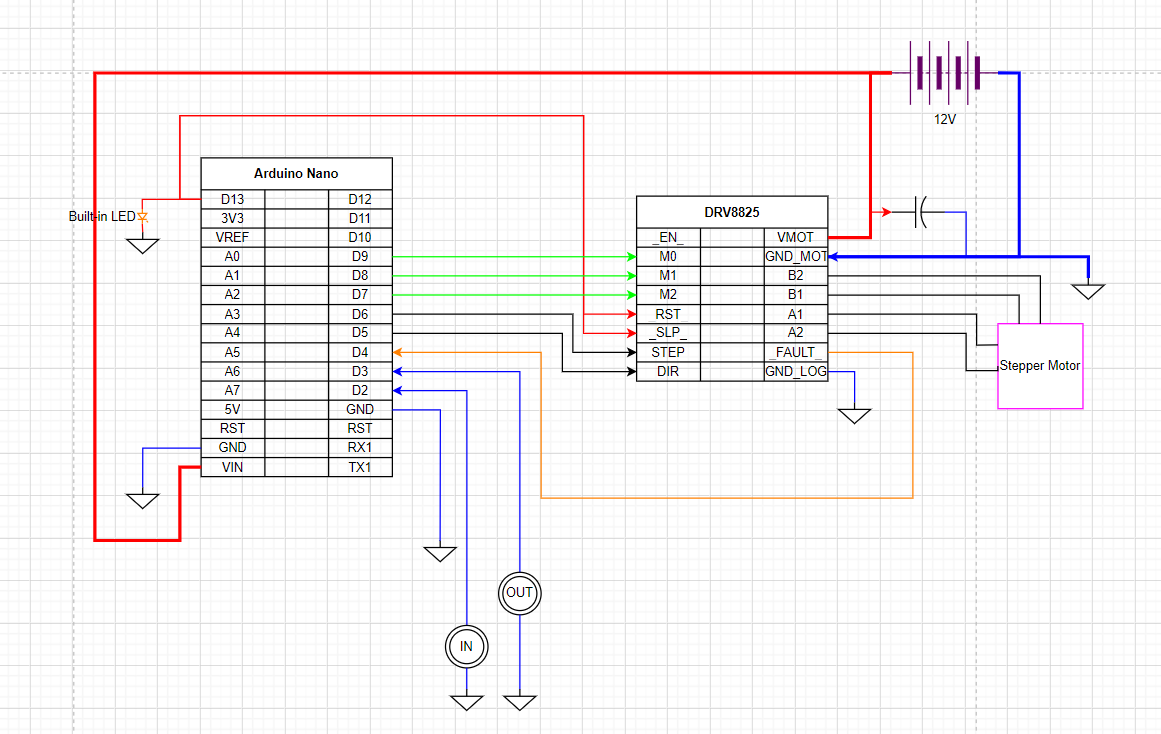 12V
Arduino Nano
D13 D12
Built-in LED
3V3 D11
VREF D10
A0 D9
A1 D8
A2 D7
A3 D6
A4 D5
A5 D4
A6 D3
A7 D2
5V GND
RST RST
GND RX1
VIN TX1
DRV8825
_EN_ VMOT
M0 GND_MOT
M1 B2
M2 B1
_RST_ A1
_SLP_ A2
STEP _FAULT_
DIR GND_LOG
Stepper Motor
OUT
IN